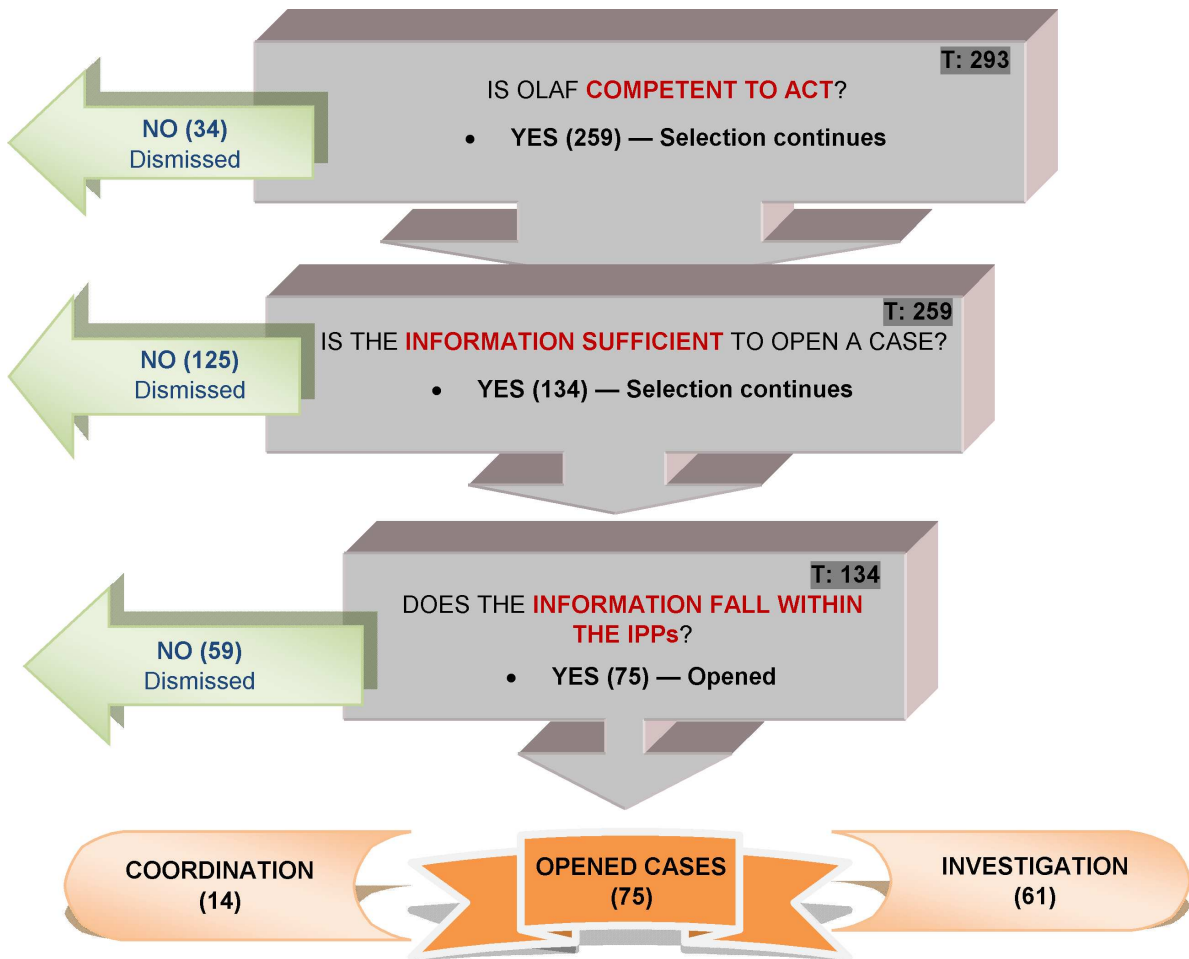 T: 293
IS OLAF COMPETENT TO ACT?
• YES (259) — Selection continues
NO (34)
Dismissed
T: 259
IS THE INFORMATION SUFFICIENT TO OPEN A CASE?
• YES (134) — Selection continues
NO (125)
Dismissed
T: 134
DOES THE INFORMATION FALL WITHIN
THE IPPs?
• YES (75) — Opened
NO (59)
Dismissed
COORDINATION
(14)
OPENED CASES
(75)
INVESTIGATION
(61)